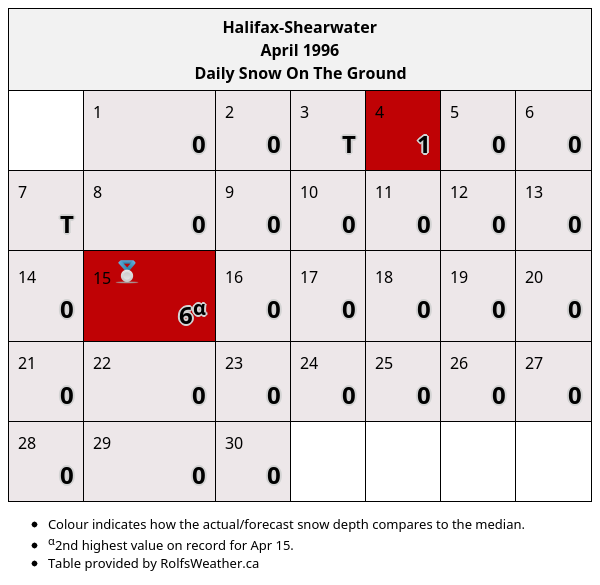 Halifax-Shearwater
April 1996
Daily Snow On The Ground
1 2 3 4 5 6
0 0 T 1 0 0
7 8 9 10 11 12 13
T 0 0 0 0 0 0
14 15 16 17 18 19 20
0 6α 0 0 0 0 0
21 22 23 24 25 26 27
0 0 0 0 0 0 0
28 29 30
0 0 0
Colour indicates how the actual/forecast snow depth compares to the median.
α2nd highest value on record for Apr 15.
Table provided by RolfsWeather.ca